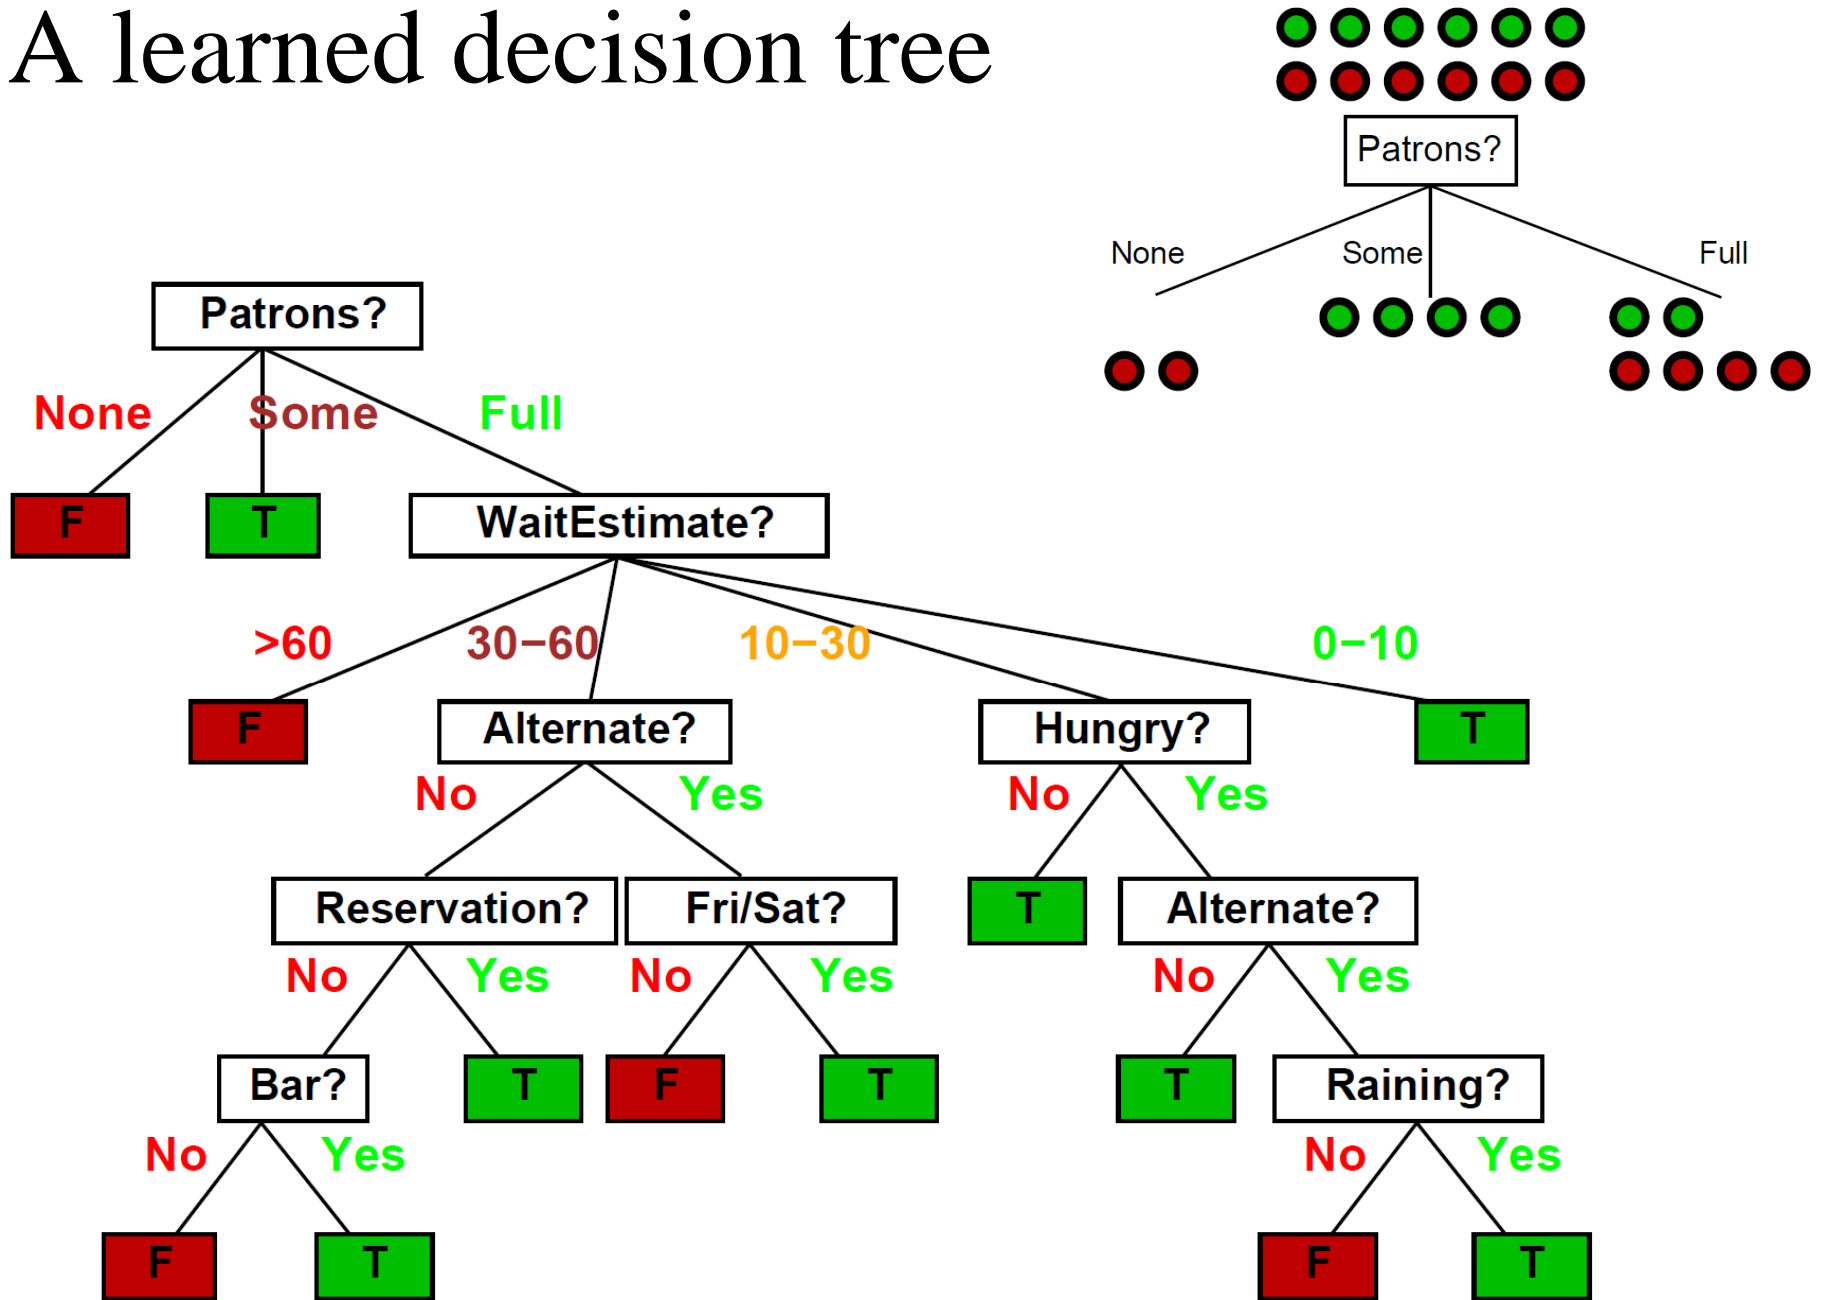 A learned decision tree
Patrons?
None Some Full
Patrons?
None Some Full
F T WaitEstimate?
>60 30−60 10−30 0−10
F Alternate? Hungry? T
No Yes No Yes
Reservation? Fri/Sat? T Alternate?
No Yes No Yes No Yes
Bar? T F T T Raining?
No Yes No Yes
F T F T